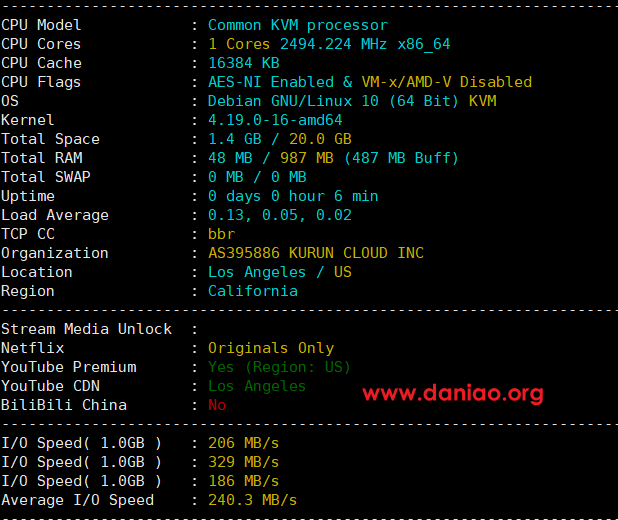 CPU Model : Common KVM processor
CPU Cores : 1 Cores 2494.224 MHz x86_64
CPU Cache : 16384 KB
CPU Flags : AES-NI Enabled & VM-x/AMD-V Disabled
OS : Debian GNU/Linux 10 (64 Bit) KVM
Kernel : 4.19.0-16-amd64
Total Space : 1.4 GB / 20.0 GB
Total RAM : 48 MB / 987 MB (487 MB Buff)
Total SWAP : 0 MB / 0 MB
Uptime : 0 days 0 hour 6 min
Load Average : 0.13, 0.05, 0.02
TCP CC : bbr
Organization : AS395886 KURUN CLOUD INC
Location : Los Angeles / US
Region : California
Stream Media Unlock :
Netflix : Originals Only
YouTube Premium : Yes (Region: US)
YouTube CDN : Los Angeles
BiliBili China : No
www.daniao.org
I/O Speed( 1.0GB ) : 206 MB/s
I/O Speed( 1.0GB ) : 329 MB/s
I/O Speed( 1.0GB ) : 186 MB/s
Average I/O Speed : 240.3 MB/s